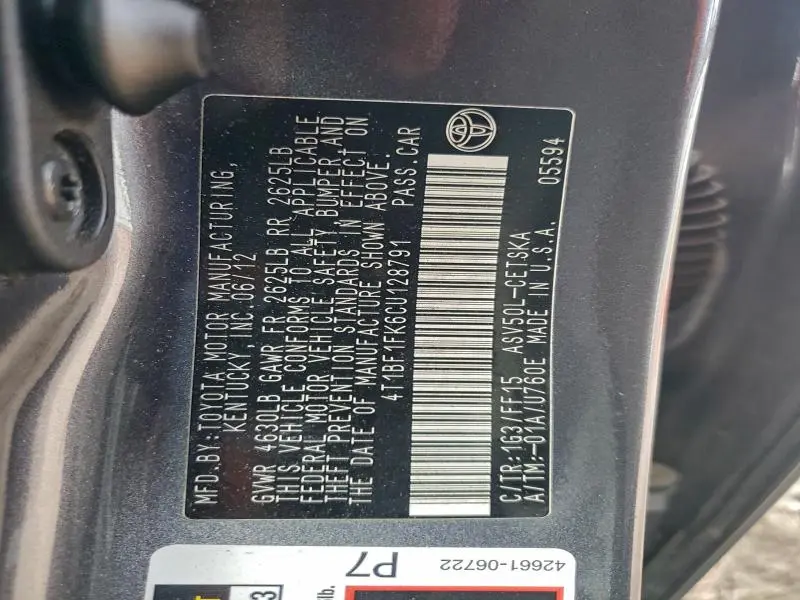 MFD.BY:TOYOTA MOTOR MANUFACTURING,
KENTUCKY, INC. 06/12
GVWR 4630LB GAWR FR 2625LB RR 2625LB
THIS VEHICLE CONFORMS TO ALL APPLICABLE
FEDERAL MOTOR VEHICLE SAFETY BUMPER, AND
THEFT PREVENTION STANDARDS IN EFFECT ON
THE DATE OF MANUFACTURE SHOWN ABOVE.
4T1BF1FK6CU128791 PASS.CAR
C/TR:1G3/FF15 ASV50L-CETSKA
A/TM:-01A/U760E MADE IN U.S.A. 05594
P7
42661-06722
lb.
3
T